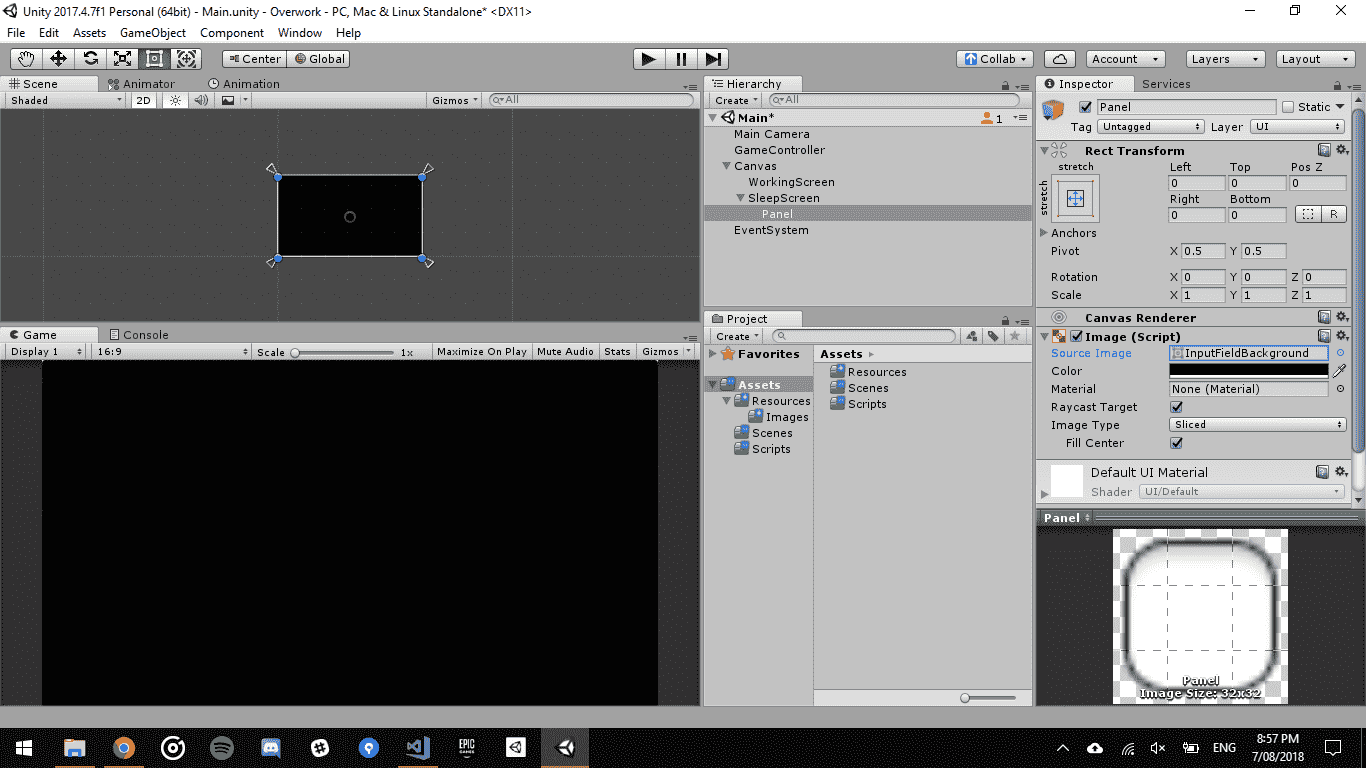 Unity 2017.4.7f1 Personal (64bit) - Main.unity - Overwork - PC, Mac & Linux Standalone* <DX11>
File Edit Assets GameObject Component Window Help
Center Global
Collab
Account
Layers
Layout
Scene Animator Animation
Shaded 2D Gizmos All
Hierarchy
Create All
Main* 1
Main Camera
GameController
Canvas
WorkingScreen
SleepScreen
Panel
EventSystem
Game Console
Display 1 16:9 Scale 1x Maximize On Play Mute Audio Stats Gizmos
Project
Create
Favorites
Assets
Resources
Images
Scenes
Scripts
Assets
Resources
Scenes
Scripts
Inspector Services
Panel Static
Tag Untagged Layer UI
Rect Transform
stretch
stretch
Left Top Pos Z
0 0 0
Right Bottom
0 0 R
Anchors
Pivot X 0.5 Y 0.5
Rotation X 0 Y 0 Z 0
Scale X 1 Y 1 Z 1
Canvas Renderer
Image (Script)
Source Image InputFieldBackground
Color
Material None (Material)
Raycast Target
Image Type Sliced
Fill Center
Default UI Material
Shader UI/Default
Panel
Panel
Image Size: 32x32
EPIC
GAMES
ENG
8:57 PM
7/08/2018